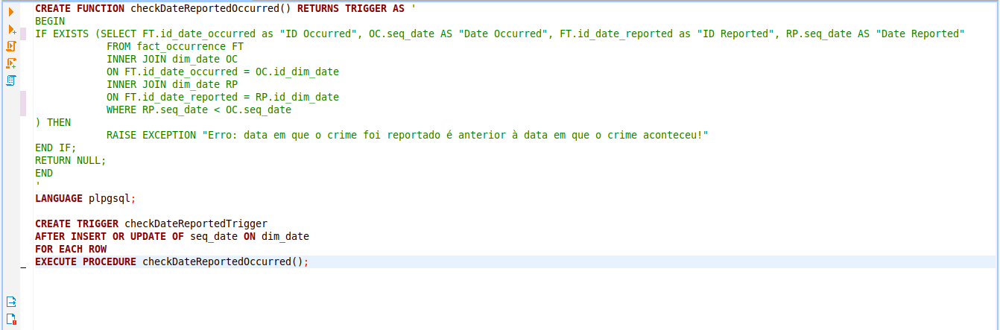 CREATE FUNCTION checkDateReportedOccurred() RETURNS TRIGGER AS '
BEGIN
IF EXISTS (SELECT FT.id_date_occurred as "ID Occurred", OC.seq_date AS "Date Occurred", FT.id_date_reported as "ID Reported", RP.seq_date AS "Date Reported"
            FROM fact_occurrence FT
            INNER JOIN dim_date OC
            ON FT.id_date_occurred = OC.id_dim_date
            INNER JOIN dim_date RP
            ON FT.id_date_reported = RP.id_dim_date
            WHERE RP.seq_date < OC.seq_date
) THEN
            RAISE EXCEPTION "Erro: data em que o crime foi reportado é anterior à data em que o crime aconteceu!"
END IF;
RETURN NULL;
END
'
LANGUAGE plpgsql;

CREATE TRIGGER checkDateReportedTrigger
AFTER INSERT OR UPDATE OF seq_date ON dim_date
FOR EACH ROW
EXECUTE PROCEDURE checkDateReportedOccurred();